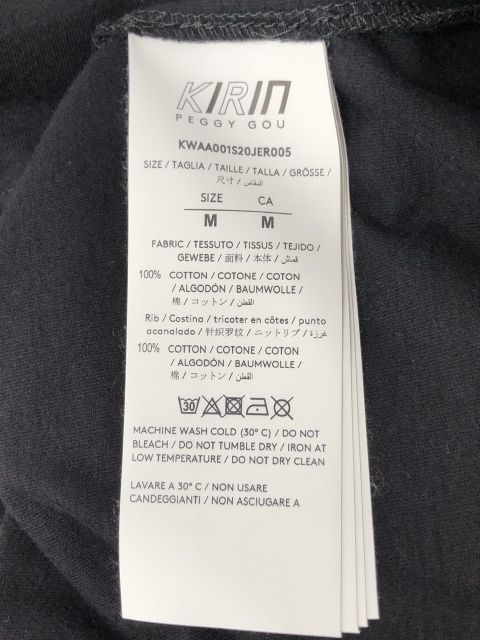 KIRIN
PEGGY GOU
KWAA001S20JER005
SIZE / TAGLIA / TAILLE / TALLA / GRÖSSE /
尺寸 / المقاس /
SIZE CA
M M
FABRIC / TESSUTO / TISSUS / TEJIDO /
GEWEBE / 面料 / 本体 / قماش /
100% COTTON / COTONE / COTON
/ ALGODÓN / BAUMWOLLE /
棉 / コットン / القطن
Rib / Costina / tricoter en côtes / punto
acanalado / 针织罗纹 / ニットリブ / غرزة /
100% COTTON / COTONE / COTON
/ ALGODÓN / BAUMWOLLE /
棉 / コットン / القطن
30
MACHINE WASH COLD (30° C) / DO NOT
BLEACH / DO NOT TUMBLE DRY / IRON AT
LOW TEMPERATURE / DO NOT DRY CLEAN
LAVARE A 30° C / NON USARE
CANDEGGIANTI / NON ASCIUGARE A